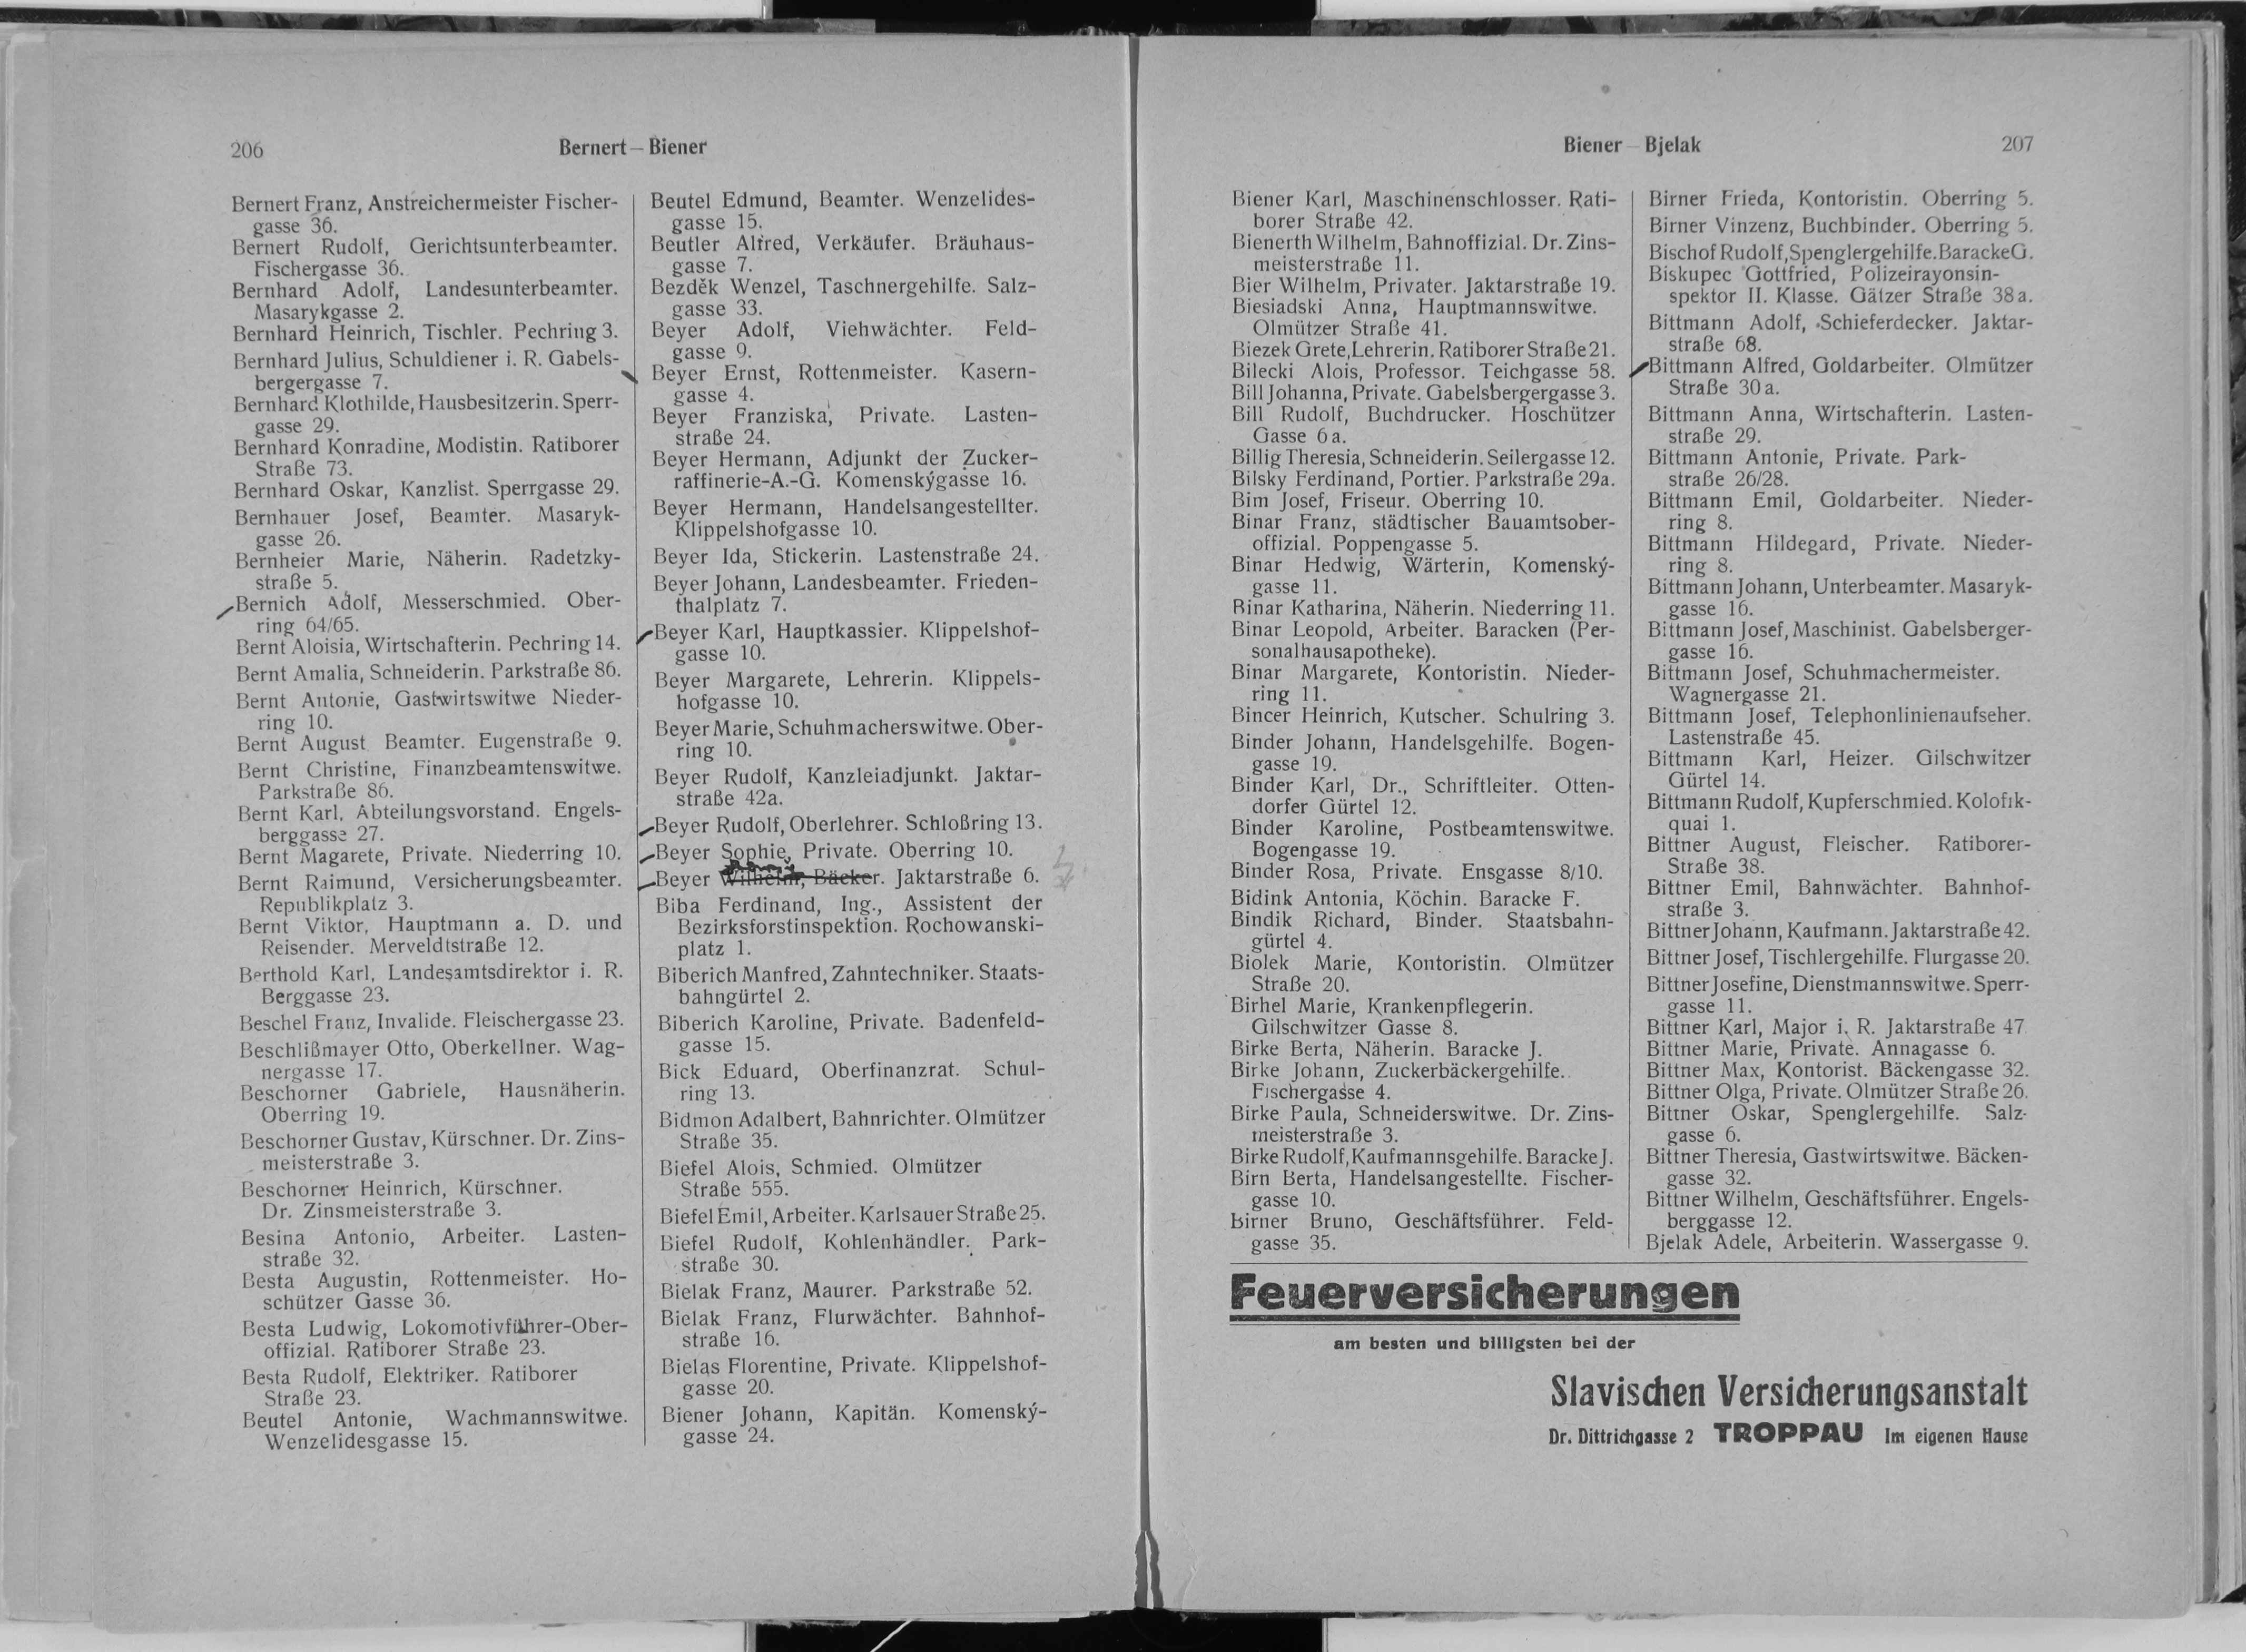 206
Bernert — Biener
Bernert Franz, Anstreichermeister Fischer-
gasse 36.
Bernert Rudolf, Gerichtsunterbeamter.
Fischergasse 36.
Bernhard Adolf, Landesunterbeamter.
Masarykgasse 2.
Bernhard Heinrich, Tischler. Pechring 3.
Bernhard Julius, Schuldiener i. R. Gabels-
bergergasse 7.
Bernhard Klothilde, Hausbesitzerin. Sperr-
gasse 29.
Bernhard Konradine, Modistin. Ratiborer
Straße 73.
Bernhard Oskar, Kanzlist. Sperrgasse 29.
Bernhauer Josef, Beamter. Masaryk-
gasse 26.
Bernheier Marie, Näherin. Radetzky-
straße 5.
Bernich Adolf, Messerschmied. Ober-
ring 64/65.
Bernt Aloisia, Wirtschafterin. Pechring 14.
Bernt Amalia, Schneiderin. Parkstraße 86.
Bernt Antonie, Gastwirtswitwe Nieder-
ring 10.
Bernt August Beamter. Eugenstraße 9.
Bernt Christine, Finanzbeamtenswitwe.
Parkstraße 86.
Bernt Karl, Abteilungsvorstand. Engels-
berggasse 27.
Bernt Magarete, Private. Niederring 10.
Bernt Raimund, Versicherungsbeamter.
Republikplatz 3.
Bernt Viktor, Hauptmann a. D. und
Reisender. Merveldtstraße 12.
Berthold Karl, Landesamtsdirektor i. R.
Berggasse 23.
Beschel Franz, Invalide. Fleischergasse 23.
Beschlißmayer Otto, Oberkellner. Wag-
nergasse 17.
Beschorner Gabriele, Hausnäherin.
Oberring 19.
Beschorner Gustav, Kürschner. Dr. Zins-
meisterstraße 3.
Beschorner Heinrich, Kürschner.
Dr. Zinsmeisterstraße 3.
Besina Antonio, Arbeiter. Lasten-
straße 32.
Besta Augustin, Rottenmeister. Ho-
schützer Gasse 36.
Besta Ludwig, Lokomotivführer-Ober-
offizial. Ratiborer Straße 23.
Besta Rudolf, Elektriker. Ratiborer
Straße 23.
Beutel Antonie, Wachmannswitwe.
Wenzelidesgasse 15.
Beutel Edmund, Beamter. Wenzelides-
gasse 15.
Beutler Alfred, Verkäufer. Bräuhaus-
gasse 7.
Bezděk Wenzel, Taschnergehilfe. Salz-
gasse 33.
Beyer Adolf, Viehwächter. Feld-
gasse 9.
Beyer Ernst, Rottenmeister. Kasern-
gasse 4.
Beyer Franziska, Private. Lasten-
straße 24.
Beyer Hermann, Adjunkt der Zucker-
raffinerie-A.-G. Komenskýgasse 16.
Beyer Hermann, Handelsangestellter.
Klippelshofgasse 10.
Beyer Ida, Stickerin. Lastenstraße 24.
Beyer Johann, Landesbeamter. Frieden-
thalplatz 7.
Beyer Karl, Hauptkassier. Klippelshof-
gasse 10.
Beyer Margarete, Lehrerin. Klippels-
hofgasse 10.
Beyer Marie, Schuhmacherswitwe. Ober-
ring 10.
Beyer Rudolf, Kanzleiadjunkt. Jaktar-
straße 42a.
Beyer Rudolf, Oberlehrer. Schloßring 13.
Beyer Sophie, Private. Oberring 10.
Beyer Wilhelm, Bäcker. Jaktarstraße 6.
Biba Ferdinand, Ing., Assistent der
Bezirksforstinspektion. Rochowanski-
platz 1.
Biberich Manfred, Zahntechniker. Staats-
bahngürtel 2.
Biberich Karoline, Private. Badenfeld-
gasse 15.
Bick Eduard, Oberfinanzrat. Schul-
ring 13.
Bidmon Adalbert, Bahnrichter. Olmützer
Straße 35.
Biefel Alois, Schmied. Olmützer
Straße 555.
Biefel Emil, Arbeiter. Karlsauer Straße 25.
Biefel Rudolf, Kohlenhändler. Park-
straße 30.
Bielak Franz, Maurer. Parkstraße 52.
Bielak Franz, Flurwächter. Bahnhof-
straße 16.
Bielas Florentine, Private. Klippelshof-
gasse 20.
Biener Johann, Kapitän. Komenský-
gasse 24.
Biener — Bjelak
207
Biener Karl, Maschinenschlosser. Rati-
borer Straße 42.
Bienerth Wilhelm, Bahnoffizial. Dr. Zins-
meisterstraße 11.
Bier Wilhelm, Privater. Jaktarstraße 19.
Biesiadski Anna, Hauptmannswitwe.
Olmützer Straße 41.
Biezek Grete, Lehrerin. Ratiborer Straße 21.
Bilecki Alois, Professor. Teichgasse 58.
Bill Johanna, Private. Gabelsbergergasse 3.
Bill Rudolf, Buchdrucker. Hoschützer
Gasse 6a.
Billig Theresia, Schneiderin. Seilergasse 12.
Bilsky Ferdinand, Portier. Parkstraße 29a.
Bim Josef, Friseur. Oberring 10.
Binar Franz, städtischer Bauamtsober-
offizial. Poppengasse 5.
Binar Hedwig, Wärterin, Komenský-
gasse 11.
Binar Katharina, Näherin. Niederring 11.
Binar Leopold, Arbeiter. Baracken (Per-
sonalhausapotheke).
Binar Margarete, Kontoristin. Nieder-
ring 11.
Bincer Heinrich, Kutscher. Schulring 3.
Binder Johann, Handelsgehilfe. Bogen-
gasse 19.
Binder Karl, Dr., Schriftleiter. Otten-
dorfer Gürtel 12.
Binder Karoline, Postbeamtenswitwe.
Bogengasse 19.
Binder Rosa, Private. Ensgasse 8/10.
Bidink Antonia, Köchin. Baracke F.
Bindik Richard, Binder. Staatsbahn-
gürtel 4.
Biolek Marie, Kontoristin. Olmützer
Straße 20.
Birhel Marie, Krankenpflegerin.
Gilschwitzer Gasse 8.
Birke Berta, Näherin. Baracke J.
Birke Johann, Zuckerbäckergehilfe.
Fischergasse 4.
Birke Paula, Schneiderswitwe. Dr. Zins-
meisterstraße 3.
Birke Rudolf, Kaufmannsgehilfe. Baracke J.
Birn Berta, Handelsangestellte. Fischer-
gasse 10.
Birner Bruno, Geschäftsführer. Feld-
gasse 35.
Birner Frieda, Kontoristin. Oberring 5.
Birner Vinzenz, Buchbinder. Oberring 5.
Bischof Rudolf, Spenglergehilfe. Baracke G.
Biskupec Gottfried, Polizeirayonsin-
spektor II. Klasse. Gätzer Straße 38a.
Bittmann Adolf, Schieferdecker. Jaktar-
straße 68.
Bittmann Alfred, Goldarbeiter. Olmützer
Straße 30a.
Bittmann Anna, Wirtschafterin. Lasten-
straße 29.
Bittmann Antonie, Private. Park-
straße 26/28.
Bittmann Emil, Goldarbeiter. Nieder-
ring 8.
Bittmann Hildegard, Private. Nieder-
ring 8.
Bittmann Johann, Unterbeamter. Masaryk-
gasse 16.
Bittmann Josef, Maschinist. Gabelsberger-
gasse 16.
Bittmann Josef, Schuhmachermeister.
Wagnergasse 21.
Bittmann Josef, Telephonlinienaufseher.
Lastenstraße 45.
Bittmann Karl, Heizer. Gilschwitzer
Gürtel 14.
Bittmann Rudolf, Kupferschmied. Kolofik-
quai 1.
Bittner August, Fleischer. Ratiborer-
Straße 38.
Bittner Emil, Bahnwächter. Bahnhof-
straße 3.
Bittner Johann, Kaufmann. Jaktarstraße 42.
Bittner Josef, Tischlergehilfe. Flurgasse 20.
Bittner Josefine, Dienstmannswitwe. Sperr-
gasse 11.
Bittner Karl, Major i. R. Jaktarstraße 47
Bittner Marie, Private. Annagasse 6.
Bittner Max, Kontorist. Bäckengasse 32.
Bittner Olga, Private. Olmützer Straße 26.
Bittner Oskar, Spenglergehilfe. Salz-
gasse 6.
Bittner Theresia, Gastwirtswitwe. Bäcken-
gasse 32.
Bittner Wilhelm, Geschäftsführer. Engels-
berggasse 12.
Bjelak Adele, Arbeiterin. Wassergasse 9.
Feuerversicherungen
am besten und billigsten bei der
Slavischen Versicherungsanstalt
Dr. Dittrichgasse 2 TROPPAU Im eigenen Hause